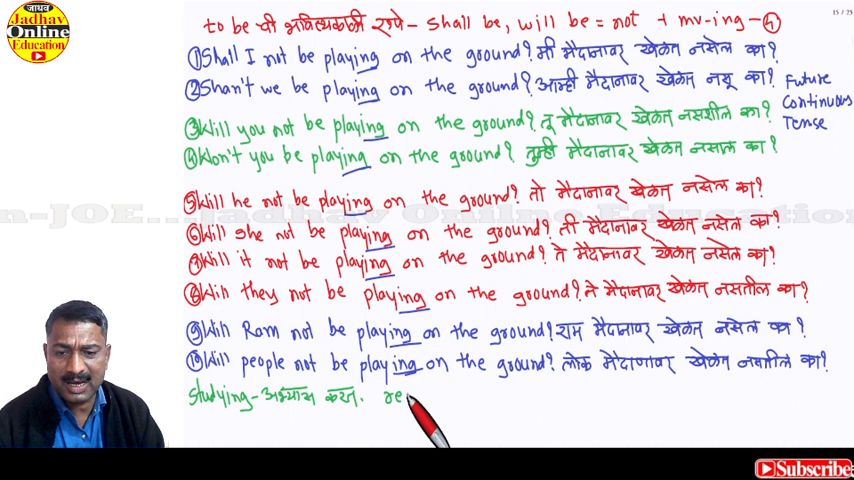 जाधव
Jadhav
Online
Education
15 / 25
to be ची भविष्यकाळी रूपे - shall be, will be = not + mv-ing - ५
① Shall I not be playing on the ground? मी मैदानावर खेळत नसेल का?
② Shan't we be playing on the ground? आम्ही मैदानावर खेळत नसू का?
Future
Continuous
Tense
③ Will you not be playing on the ground? तू मैदानावर खेळत नसशील का?
④ Won't you be playing on the ground? तुम्ही मैदानावर खेळत नसाल का?
⑤ Will he not be playing on the ground? तो मैदानावर खेळत नसेल का?
n-JOE... Jadhav Online Educatio
⑥ Will she not be playing on the ground? ती मैदानावर खेळत नसेल का?
⑦ Will it not be playing on the ground? ते मैदानावर खेळत नसेल का?
⑧ Will they not be playing on the ground? ते मैदानावर खेळत नसतील का?
⑨ Will Ram not be playing on the ground? राम मैदानावर खेळत नसेल का?
⑩ Will people not be playing on the ground? लोक मैदाणावर खेळत नसतील का?
studying - अभ्यास करत. re
Subscribe